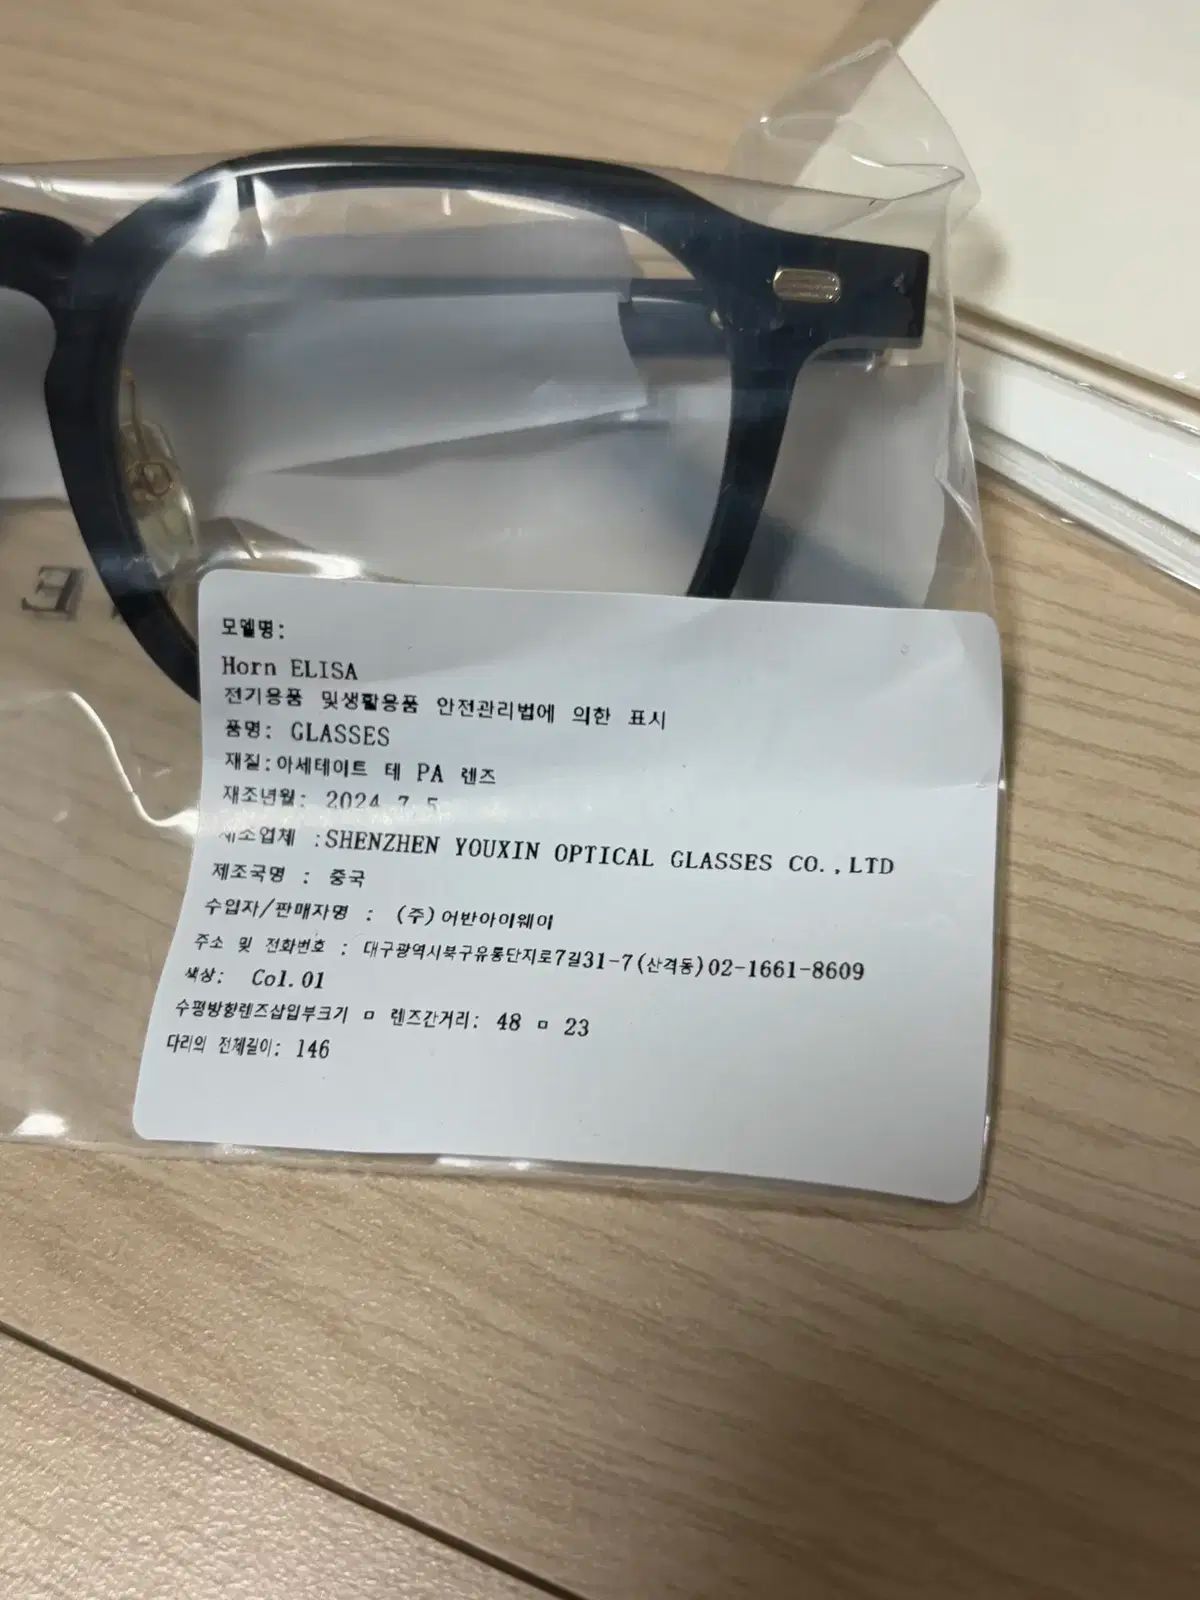 모델명:
Horn ELISA
전기용품 및생활용품 안전관리법에 의한 표시
품명: GLASSES
재질:아세테이트 테 PA 렌즈
재조년월: 2024 7 5
제조업체 :SHENZHEN YOUXIN OPTICAL GLASSES CO.,LTD
제조국명 : 중국
수입자/판매자명 : (주)어반아이웨이
주소 및 전화번호 : 대구광역시북구유통단지로7길31-7(산격동)02-1661-8609
색상: Col.01
수평방향렌즈삽입부크기 □ 렌즈간거리: 48 □ 23
다리의 전체길이: 146